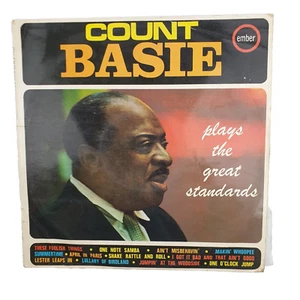 COUNT
BASIE
ember
plays
the
great
standards
THESE FOOLISH THINGS • ONE NOTE SAMBA • AIN'T MISBEHAVIN' • MAKIN' WHOOPEE
SUMMERTIME • APRIL IN PARIS • SHAKE RATTLE AND ROLL • I GOT IT BAD AND THAT AIN'T GOOD
LESTER LEAPS IN • LULLABY OF BIRDLAND • JUMPIN' AT THE WOODSIDE • ONE O'CLOCK JUMP